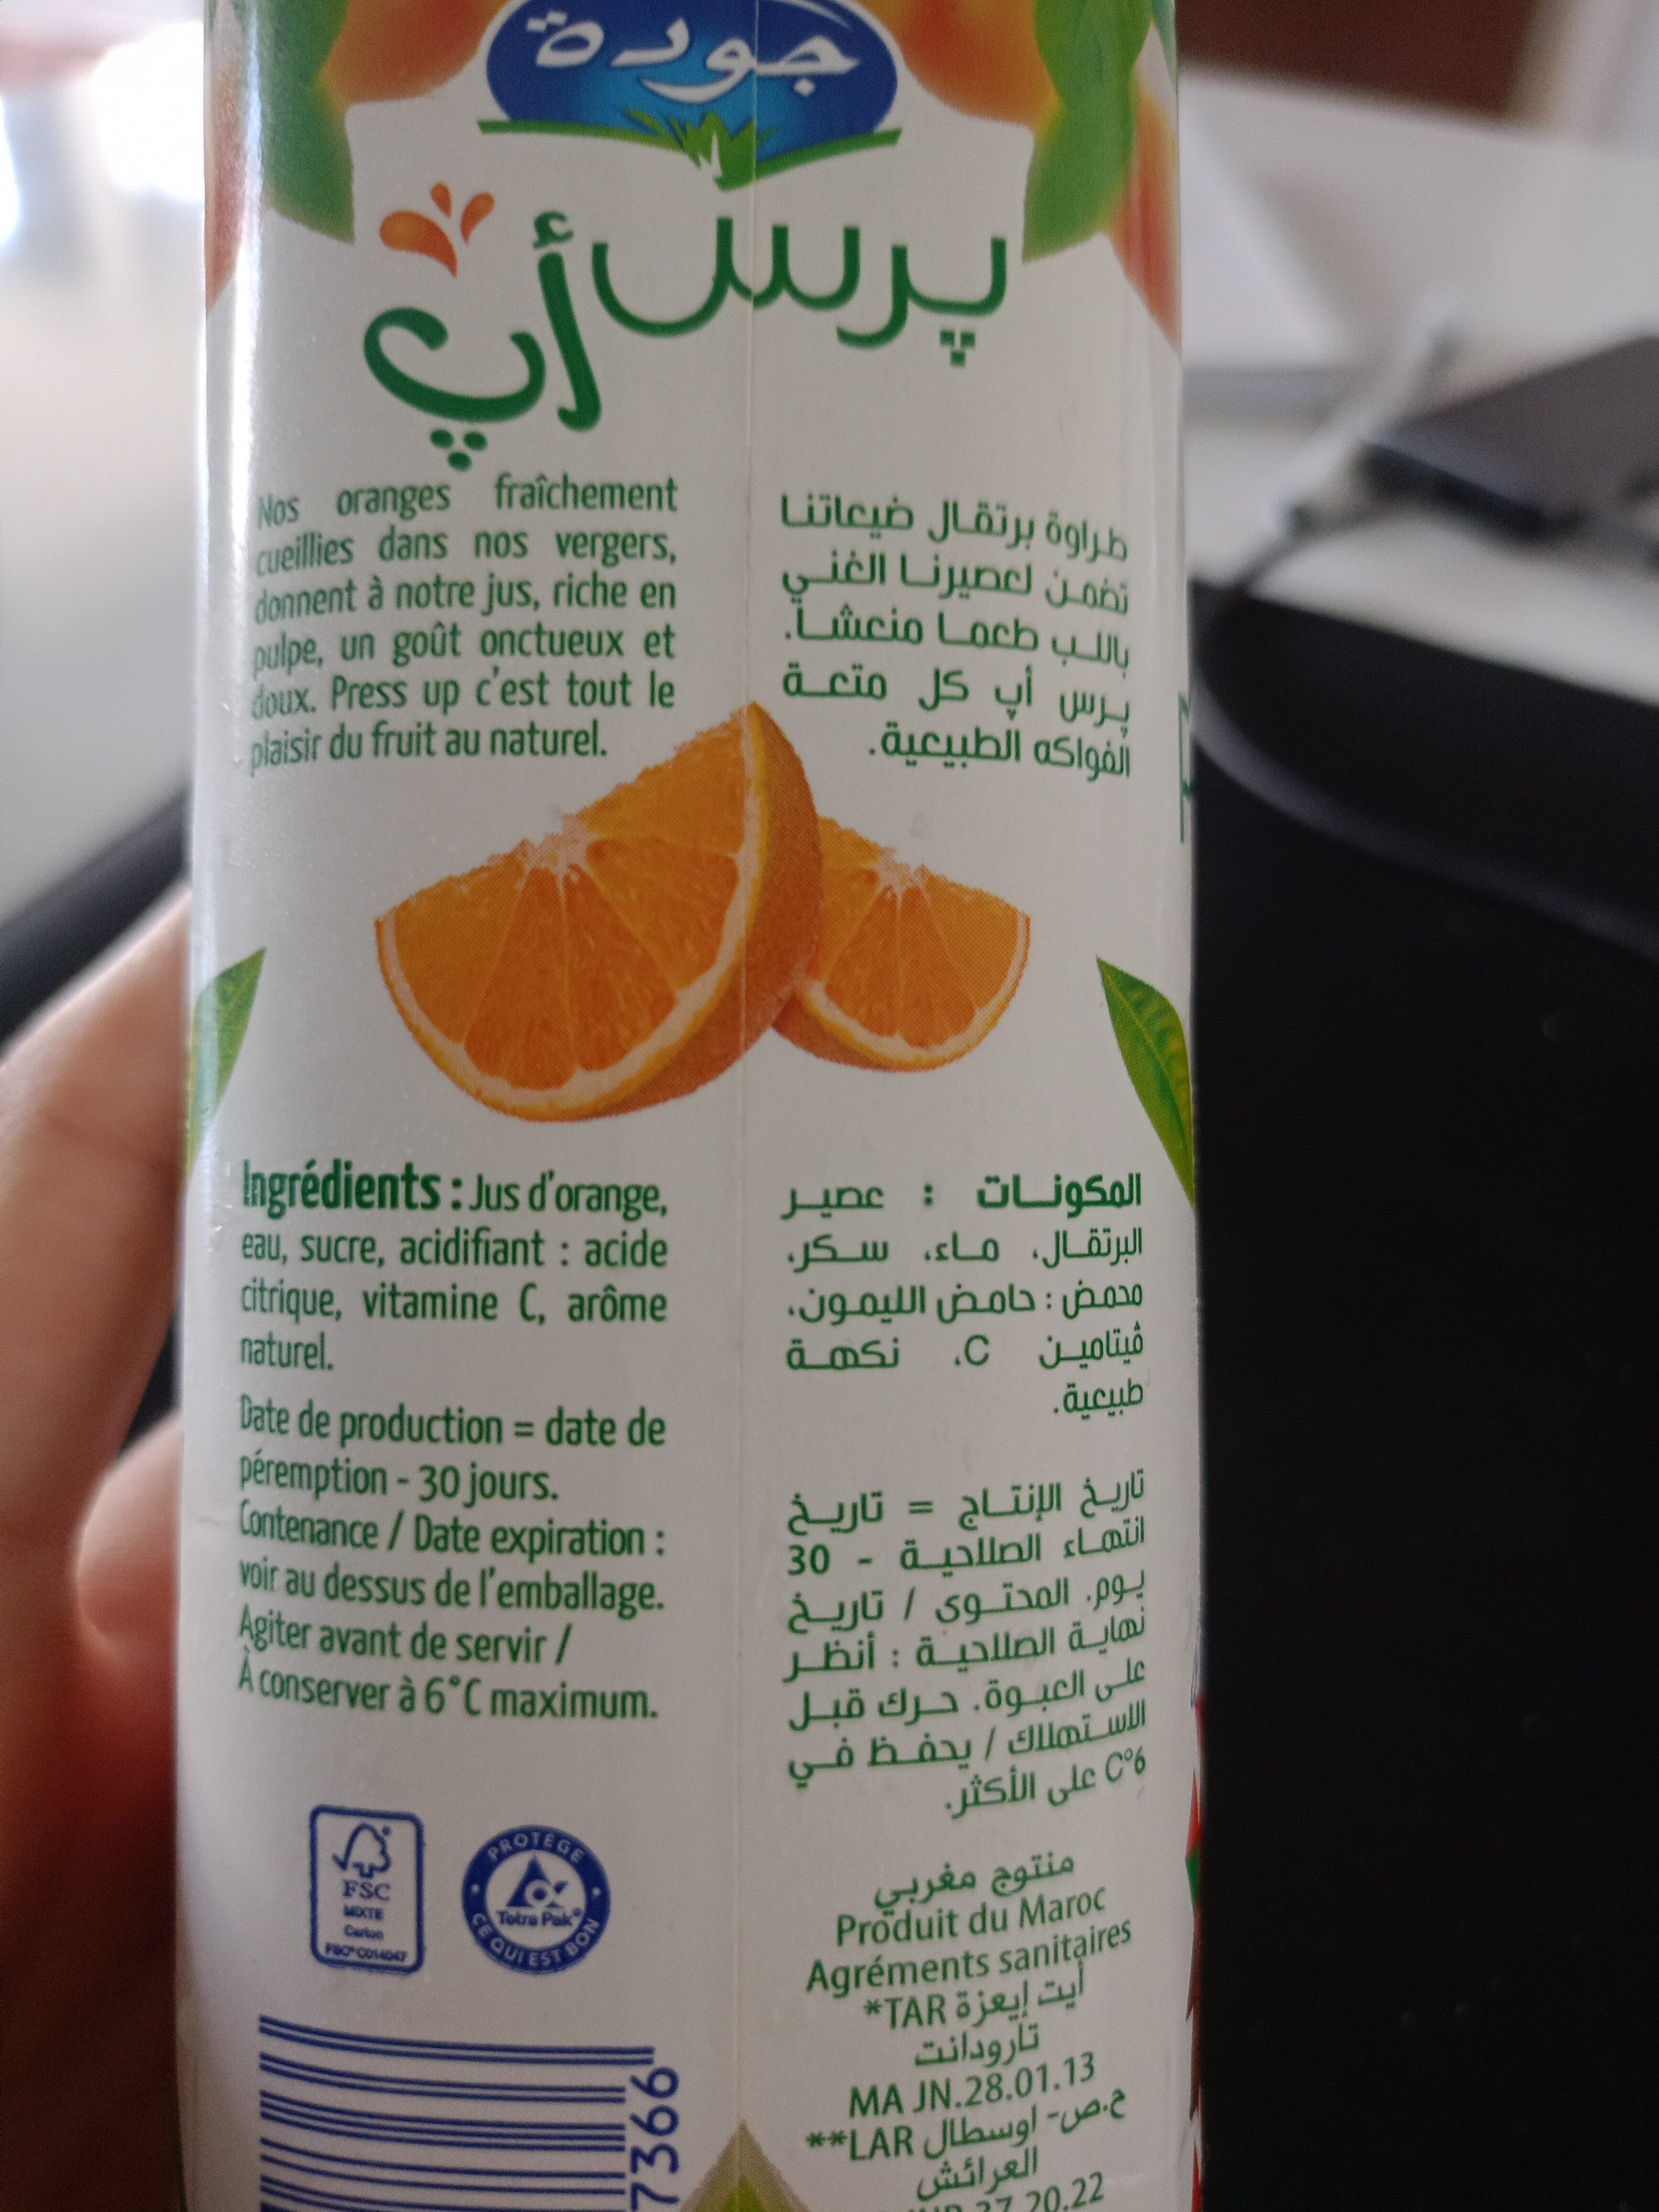 جودة
پرس أپ
Nos oranges fraîchement
cueillies dans nos vergers,
donnent à notre jus, riche en
pulpe, un goût onctueux et
doux. Press up c'est tout le
plaisir du fruit au naturel.
طراوة برتقال ضيعاتنا
تضمن لعصيرنا الغني
باللب طعما منعشا.
پرس أپ كل متعة
الفواكه الطبيعية.
Ingrédients : Jus d'orange,
eau, sucre, acidifiant : acide
citrique, vitamine C, arôme
naturel.
Date de production = date de
péremption - 30 jours.
Contenance / Date expiration :
voir au dessus de l'emballage.
Agiter avant de servir /
À conserver à 6°C maximum.
المكونات : عصير
البرتقال، ماء، سكر،
محمض : حامض الليمون،
ڤيتامين C، نكهة
طبيعية.
تاريخ الإنتاج = تاريخ
انتهاء الصلاحية - 30
يوم. المحتوى / تاريخ
نهاية الصلاحية : أنظر
على العبوة. حرك قبل
الاستهلاك / يحفظ في
6°C على الأكثر.
FSC
MIXTE
Carton
FSC® C014047
PROTEGE
Tetra Pak®
CE QUI EST BON
منتوج مغربي
Produit du Maroc
Agréments sanitaires
*TAR أيت إيعزة
تارودانت
MA JN.28.01.13
**LAR ح.ص- اوسطال
العرائش
27.20.22
7366